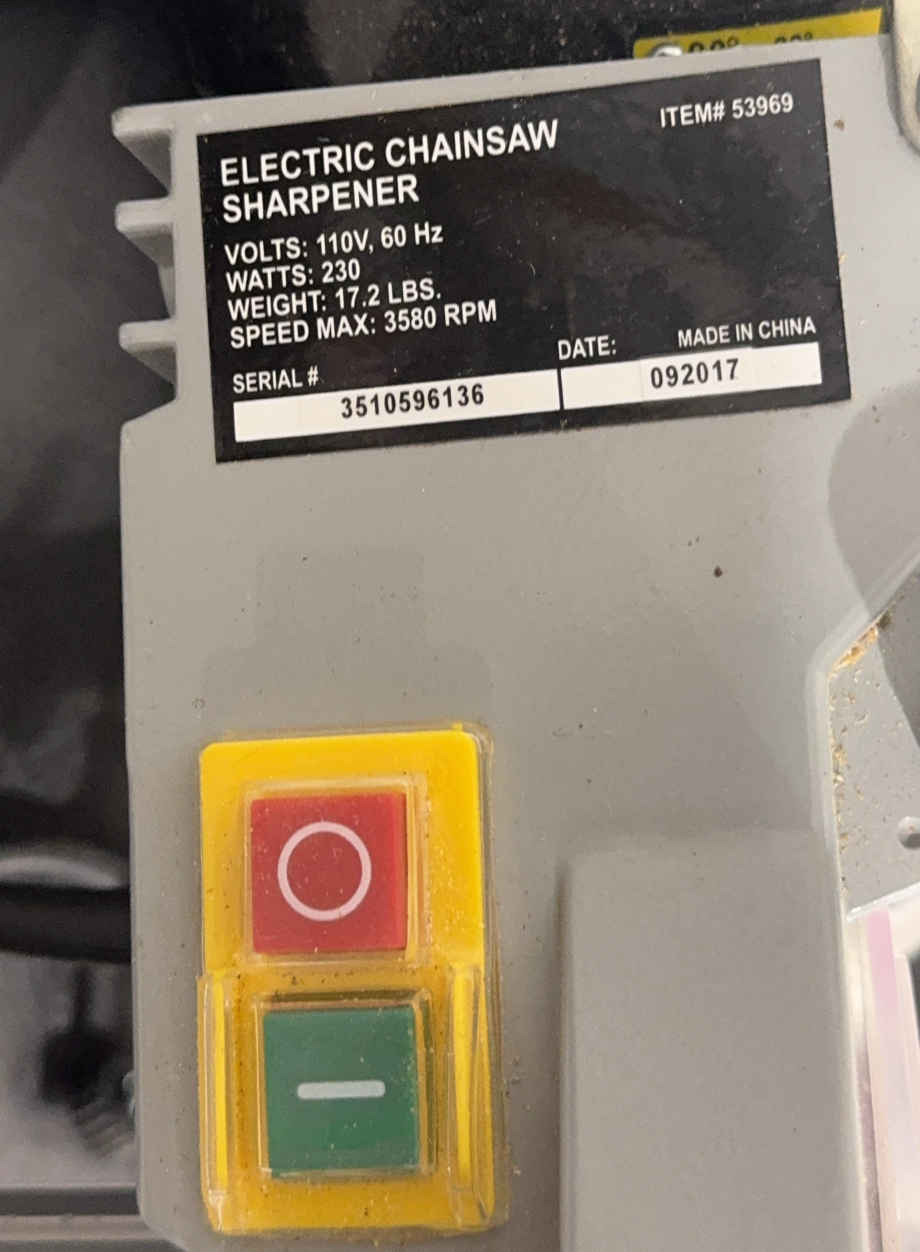 ELECTRIC CHAINSAW
SHARPENER
ITEM# 53969
VOLTS: 110V, 60 Hz
WATTS: 230
WEIGHT: 17.2 LBS.
SPEED MAX: 3580 RPM
SERIAL #
3510596136
DATE:
MADE IN CHINA
092017